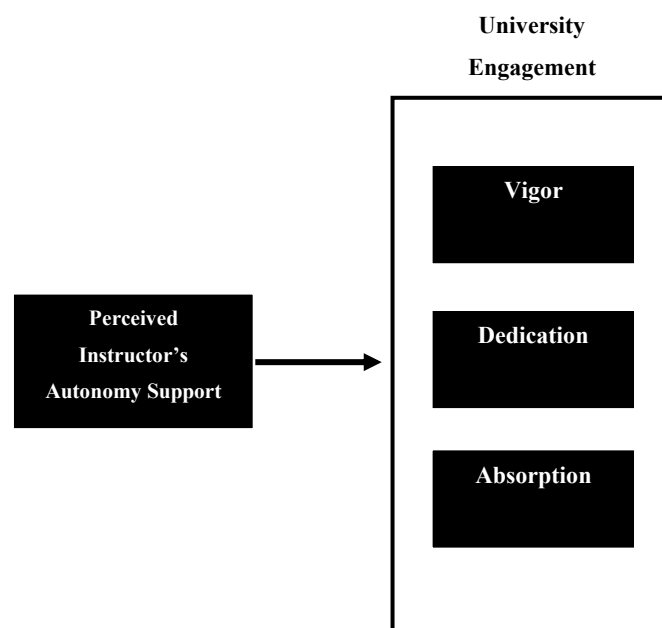 University
Engagement
Vigor
Perceived
Instructor's
Autonomy Support
Dedication
Absorption